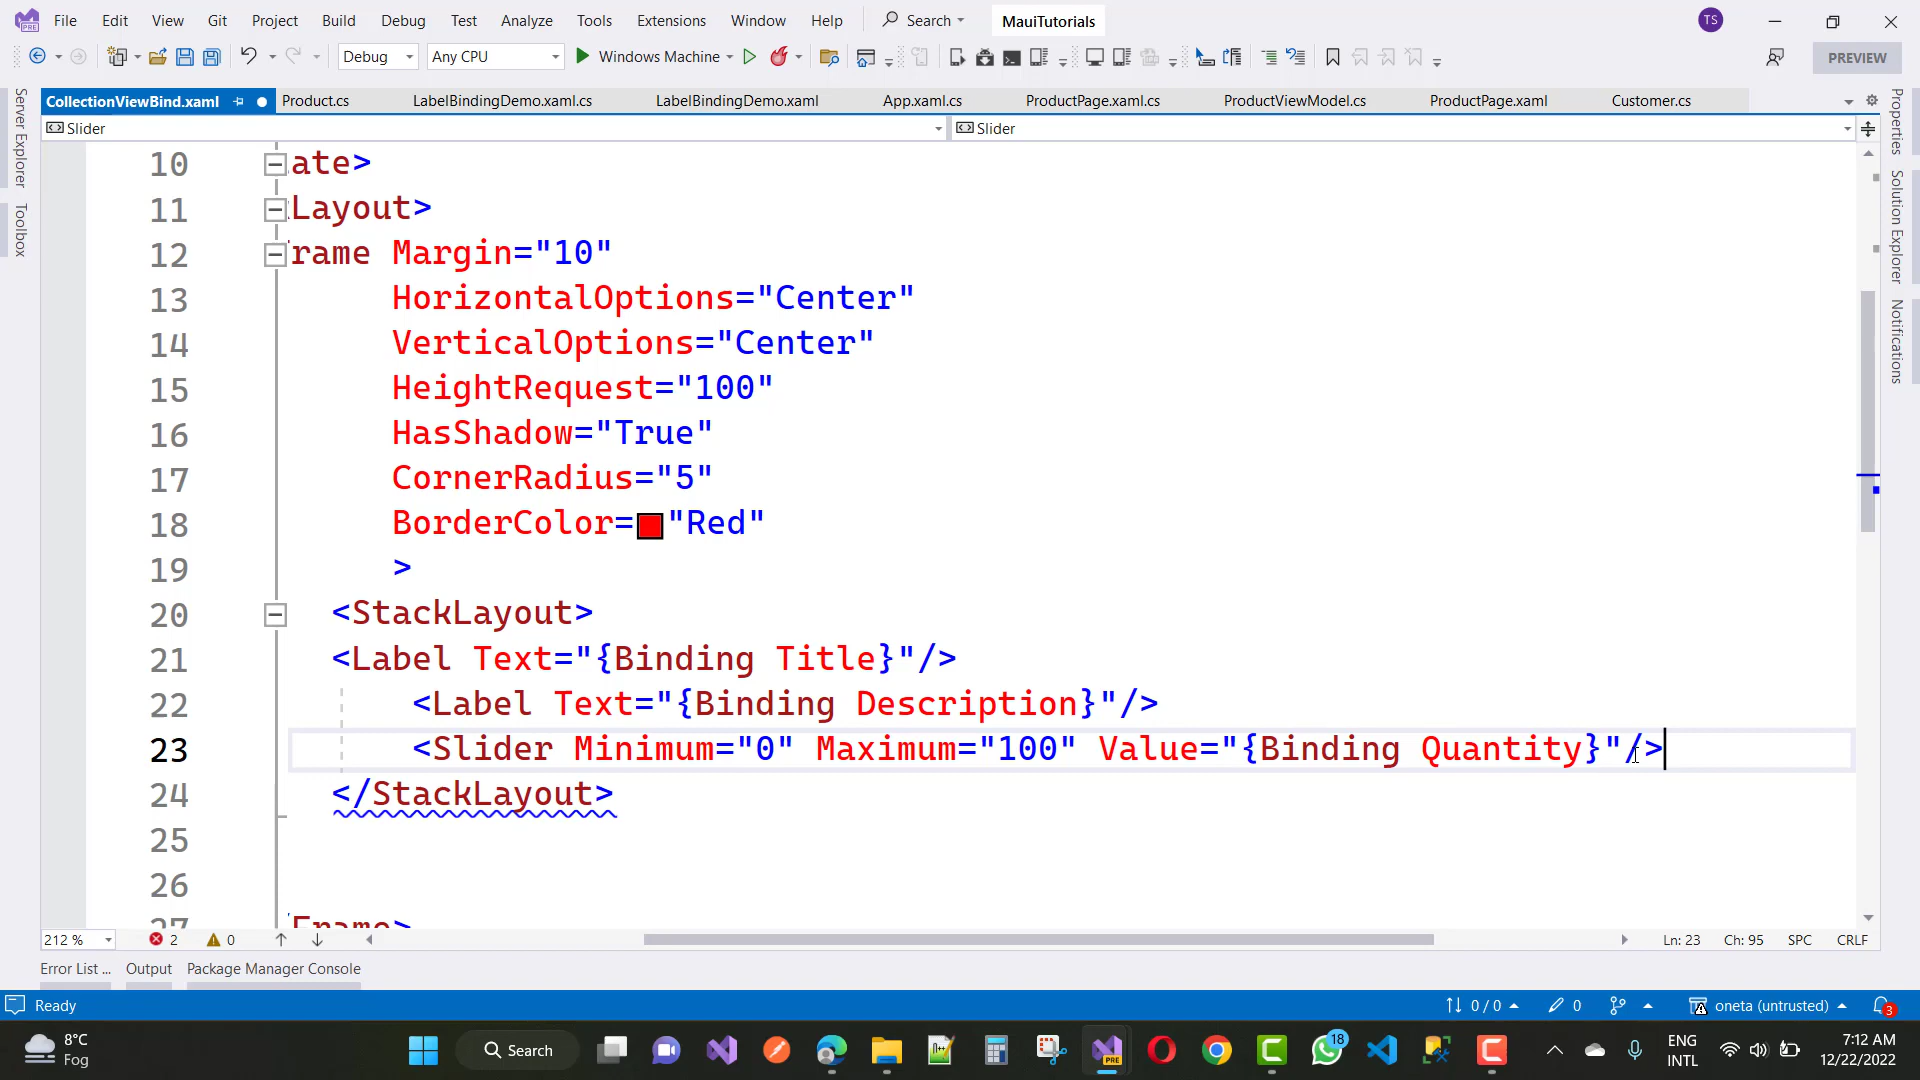 File Edit View Git Project Build Debug Test Analyze Tools Extensions Window Help Search MauiTutorials TS
Debug Any CPU Windows Machine PREVIEW
CollectionViewBind.xaml Product.cs LabelBindingDemo.xaml.cs LabelBindingDemo.xaml App.xaml.cs ProductPage.xaml.cs ProductViewModel.cs ProductPage.xaml Customer.cs
Slider Slider
Server Explorer
Toolbox
Properties
Solution Explorer
Notifications
10 ate>
11 Layout>
12 rame Margin="10"
13 HorizontalOptions="Center"
14 VerticalOptions="Center"
15 HeightRequest="100"
16 HasShadow="True"
17 CornerRadius="5"
18 BorderColor="Red"
19 >
20 <StackLayout>
21 <Label Text="{Binding Title}"/>
22 <Label Text="{Binding Description}"/>
23 <Slider Minimum="0" Maximum="100" Value="{Binding Quantity}"/>
24 </StackLayout>
25
26
27 /Frame>
212 % 2 0 Ln: 23 Ch: 95 SPC CRLF
Error List ... Output Package Manager Console
Ready 0 / 0 0 oneta (untrusted) 3
8°C
Fog
Search
PRE
18
ENG
INTL
7:12 AM
12/22/2022